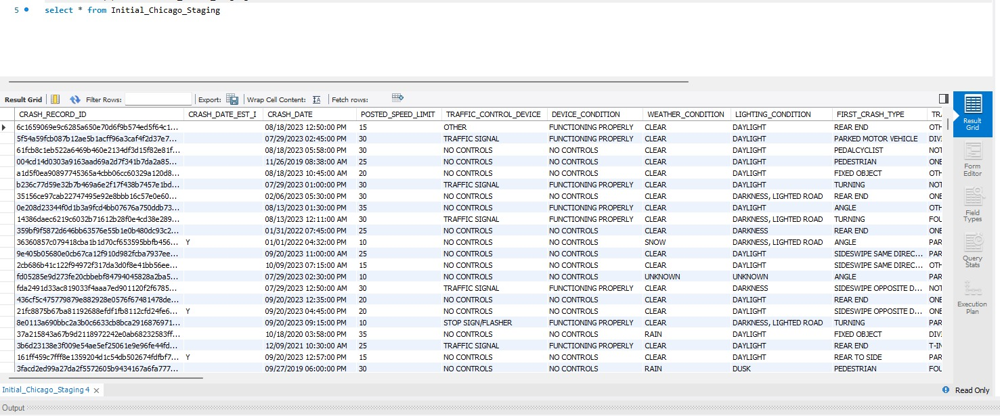 5 select * from Initial_Chicago_Staging
Result Grid Filter Rows: Export: Wrap Cell Content: Fetch rows:
CRASH_RECORD_ID CRASH_DATE_EST_I CRASH_DATE POSTED_SPEED_LIMIT TRAFFIC_CONTROL_DEVICE DEVICE_CONDITION WEATHER_CONDITION LIGHTING_CONDITION FIRST_CRASH_TYPE TR
6c1659069e9c6285a650e70d6f9b574ed5f64c1... 08/18/2023 12:50:00 PM 15 OTHER FUNCTIONING PROPERLY CLEAR DAYLIGHT REAR END OTH
5f54a59fcb087b12ae5b1acff96a3caf4f2d37e7... 07/29/2023 02:45:00 PM 30 TRAFFIC SIGNAL FUNCTIONING PROPERLY CLEAR DAYLIGHT PARKED MOTOR VEHICLE DIVI
61fcb8c1eb522a6469b460e2134df3d15f82e81f... 08/18/2023 05:58:00 PM 30 NO CONTROLS NO CONTROLS CLEAR DAYLIGHT PEDALCYCLIST NOT
004cd14d0303a9163aad69a2d7f341b7da2a85... 11/26/2019 08:38:00 AM 25 NO CONTROLS NO CONTROLS CLEAR DAYLIGHT PEDESTRIAN ONE
a1d5f0ea90897745365a4cbb06cc60329a120d8... 08/18/2023 10:45:00 AM 20 NO CONTROLS NO CONTROLS CLEAR DAYLIGHT FIXED OBJECT OTH
b236c77d59e32b7b469a6e2f17f438b7457e1bd... 07/29/2023 01:00:00 PM 30 TRAFFIC SIGNAL FUNCTIONING PROPERLY CLEAR DAYLIGHT TURNING NOT
35156ce97cab22747495e92e8bbb16c57e0e60... 02/06/2023 05:30:00 PM 30 NO CONTROLS NO CONTROLS CLEAR DARKNESS, LIGHTED ROAD REAR END ONE
0e208d23344f0d1b3a9fcd4bb07676a750ddb73... 08/13/2023 01:30:00 PM 35 NO CONTROLS FUNCTIONING PROPERLY CLEAR DAYLIGHT ANGLE OTH
14386daec6219c6032b71612b28f0e4cd38e289... 08/13/2023 12:11:00 AM 30 TRAFFIC SIGNAL FUNCTIONING PROPERLY CLEAR DARKNESS, LIGHTED ROAD TURNING FOU
359bf9f5872d646bb63576e55b1e0b480dc93c2... 01/31/2022 07:45:00 PM 25 NO CONTROLS NO CONTROLS CLEAR DARKNESS REAR END ONE
36360857c079418cba1b1d70cf653595bbfb456... Y 01/01/2022 04:32:00 PM 10 NO CONTROLS NO CONTROLS SNOW DARKNESS, LIGHTED ROAD ANGLE PAR
9e405b05680e0cb67ca12f910d982fcba7937ee... 09/20/2023 11:00:00 AM 25 NO CONTROLS NO CONTROLS CLEAR DAYLIGHT SIDESWIPE SAME DIREC... PAR
2cb686b41c122f94972f317da3d0f8e41bb56ee... 10/09/2023 07:15:00 AM 15 NO CONTROLS NO CONTROLS CLEAR DAYLIGHT SIDESWIPE SAME DIREC... OTH
fd05285e9d273fe20cbbebf84794045828a2ba5... 07/29/2023 02:30:00 PM 10 NO CONTROLS NO CONTROLS UNKNOWN UNKNOWN ANGLE PAR
fda2491d33ac819033f4aaa7ed901120f2f6785... 07/29/2023 12:50:00 AM 30 TRAFFIC SIGNAL FUNCTIONING PROPERLY CLEAR DARKNESS SIDESWIPE OPPOSITE D... NOT
436cf5c475779879e882928e0576f67481478de... 09/20/2023 12:35:00 PM 20 NO CONTROLS NO CONTROLS CLEAR DAYLIGHT REAR END ONE
21fc8875b67ba81192688efdf1fb8112cfd24fe6... Y 09/20/2023 04:45:00 PM 20 NO CONTROLS NO CONTROLS CLEAR DAYLIGHT SIDESWIPE OPPOSITE D... ONE
8e0113a690bbc2a3b0c6633cb8bca2916876971... 09/20/2023 09:15:00 PM 10 STOP SIGN/FLASHER FUNCTIONING PROPERLY CLEAR DARKNESS, LIGHTED ROAD TURNING PAR
37a215843a67b9d2118972242e0ab68232583ff... 10/18/2020 03:58:00 PM 35 NO CONTROLS NO CONTROLS RAIN DAYLIGHT FIXED OBJECT DIVI
3b6d23138e3f009e54ae5ef25061e9e96fe44fd... 12/09/2021 10:30:00 AM 25 TRAFFIC SIGNAL FUNCTIONING PROPERLY CLEAR DAYLIGHT REAR END T-IN
161ff459c7fff8e1359204d1c54db502674fdfbf7... Y 09/20/2023 12:57:00 PM 15 NO CONTROLS NO CONTROLS CLEAR DAYLIGHT REAR TO SIDE PAR
3facd2ed99a27da2f5572605b9434167a6fa777... 09/27/2019 06:00:00 PM 30 NO CONTROLS NO CONTROLS RAIN DUSK PEDESTRIAN FOU
Result
Grid
Form
Editor
Field
Types
Query
Stats
Execution
Plan
Initial_Chicago_Staging 4
Read Only
Output